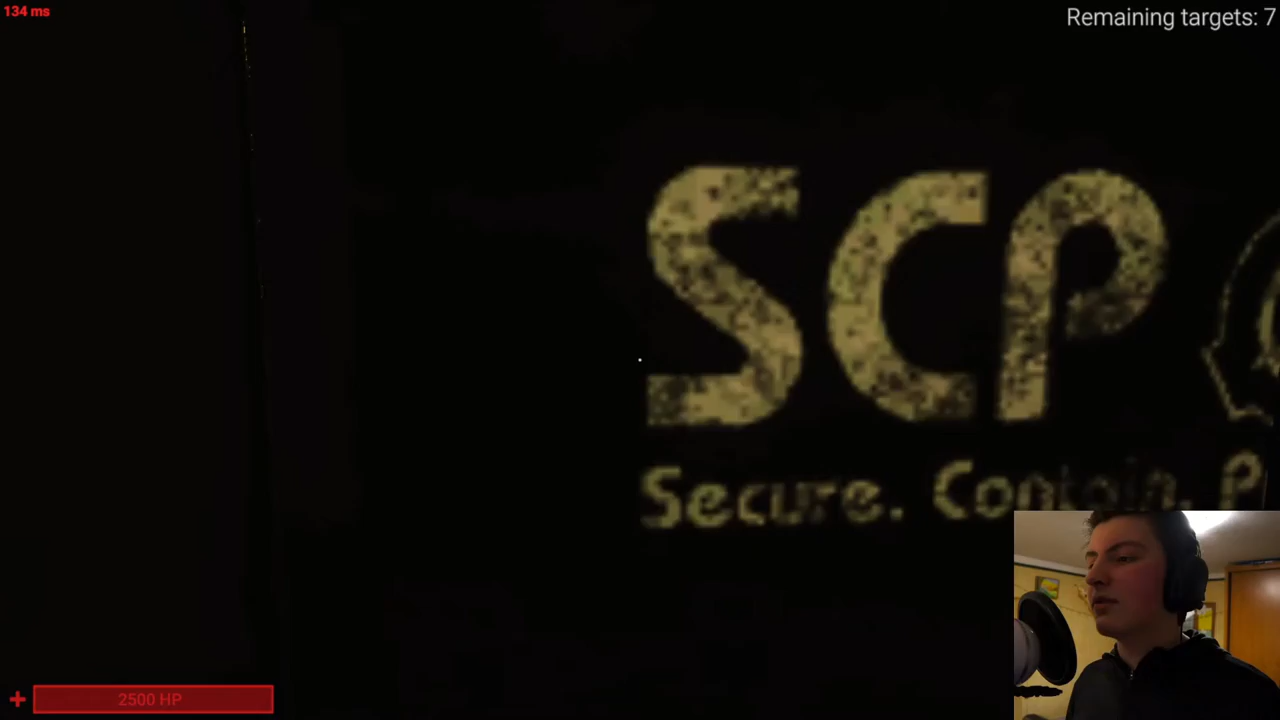 134 ms
Remaining targets: 7
SCP
Secure. Contain. P
2500 HP